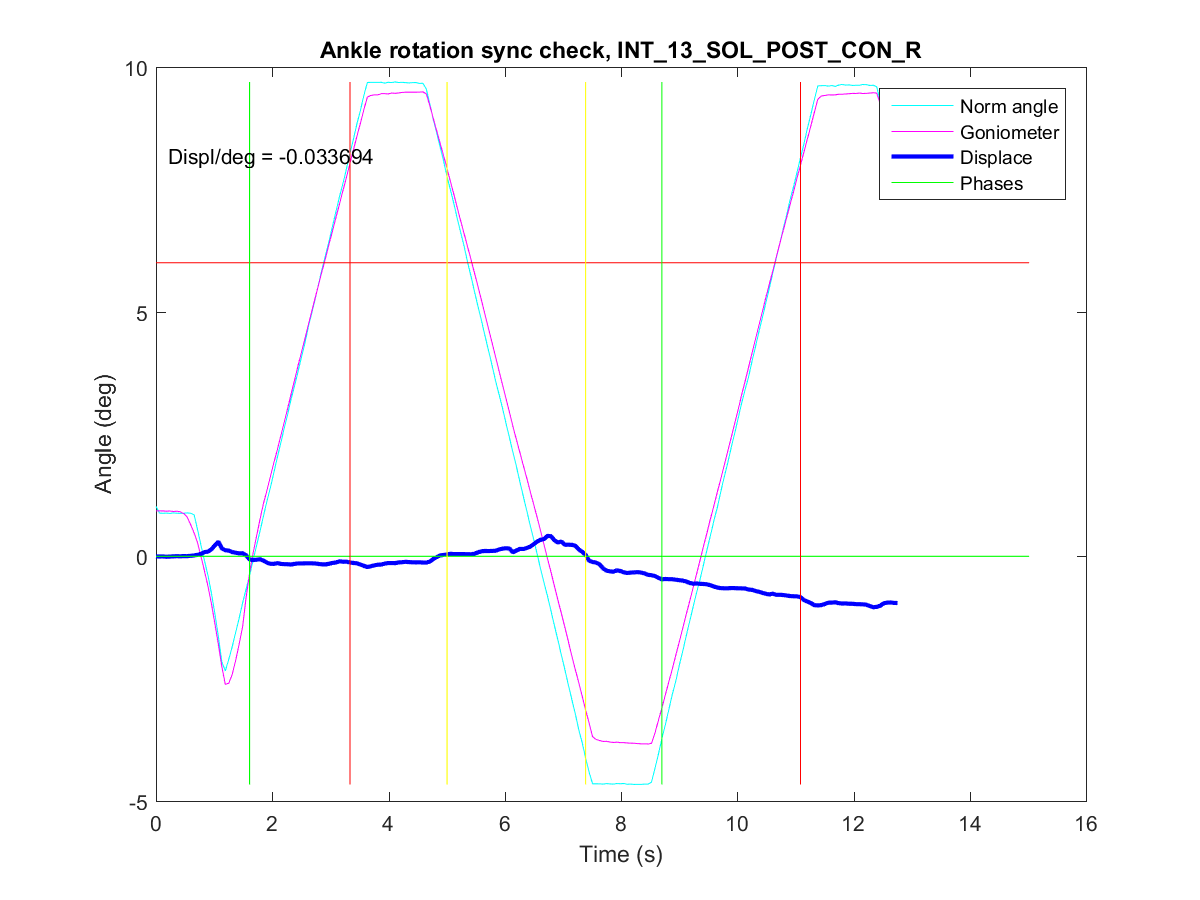 Ankle rotation sync check, INT_13_SOL_POST_CON_R
10
5
0
-5
Angle (deg)
Displ/deg = -0.033694
Norm angle
Goniometer
Displace
Phases
0 2 4 6 8 10 12 14 16
Time (s)